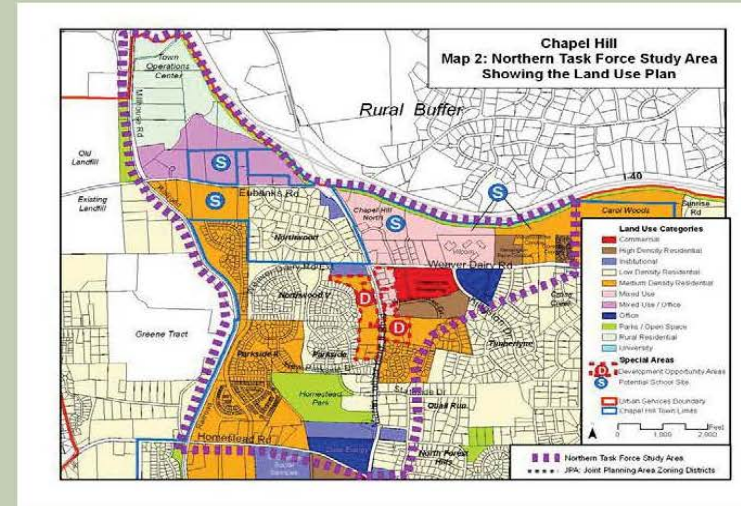 Chapel Hill
Map 2: Northern Task Force Study Area
Showing the Land Use Plan
Town
Operations
Center
Millhouse Rd
Rural Buffer
Old
Landfill
Existing
Landfill
S
S
Eubanks Rd
Chapel Hill
North
S
S
I-40
Carol Woods
Sunrise
Rd
Northwood
Weaver Dairy Rd
Northwood V
D
D
Greene Tract
Parkside II
Parkside
Timberlyne
Homestead
Park
Quail Run
Homestead Rd
North Forest
Hills
Land Use Categories
Commercial
High Density Residential
Institutional
Low Density Residential
Medium Density Residential
Mixed Use
Mixed Use / Office
Office
Parks / Open Space
Rural Residential
University
Special Areas
D Development Opportunity Areas
S Potential School Site
Urban Services Boundary
Chapel Hill Town Limits
Feet
0 1,000 2,000
Northern Task Force Study Area
JPA: Joint Planning Area Zoning Districts